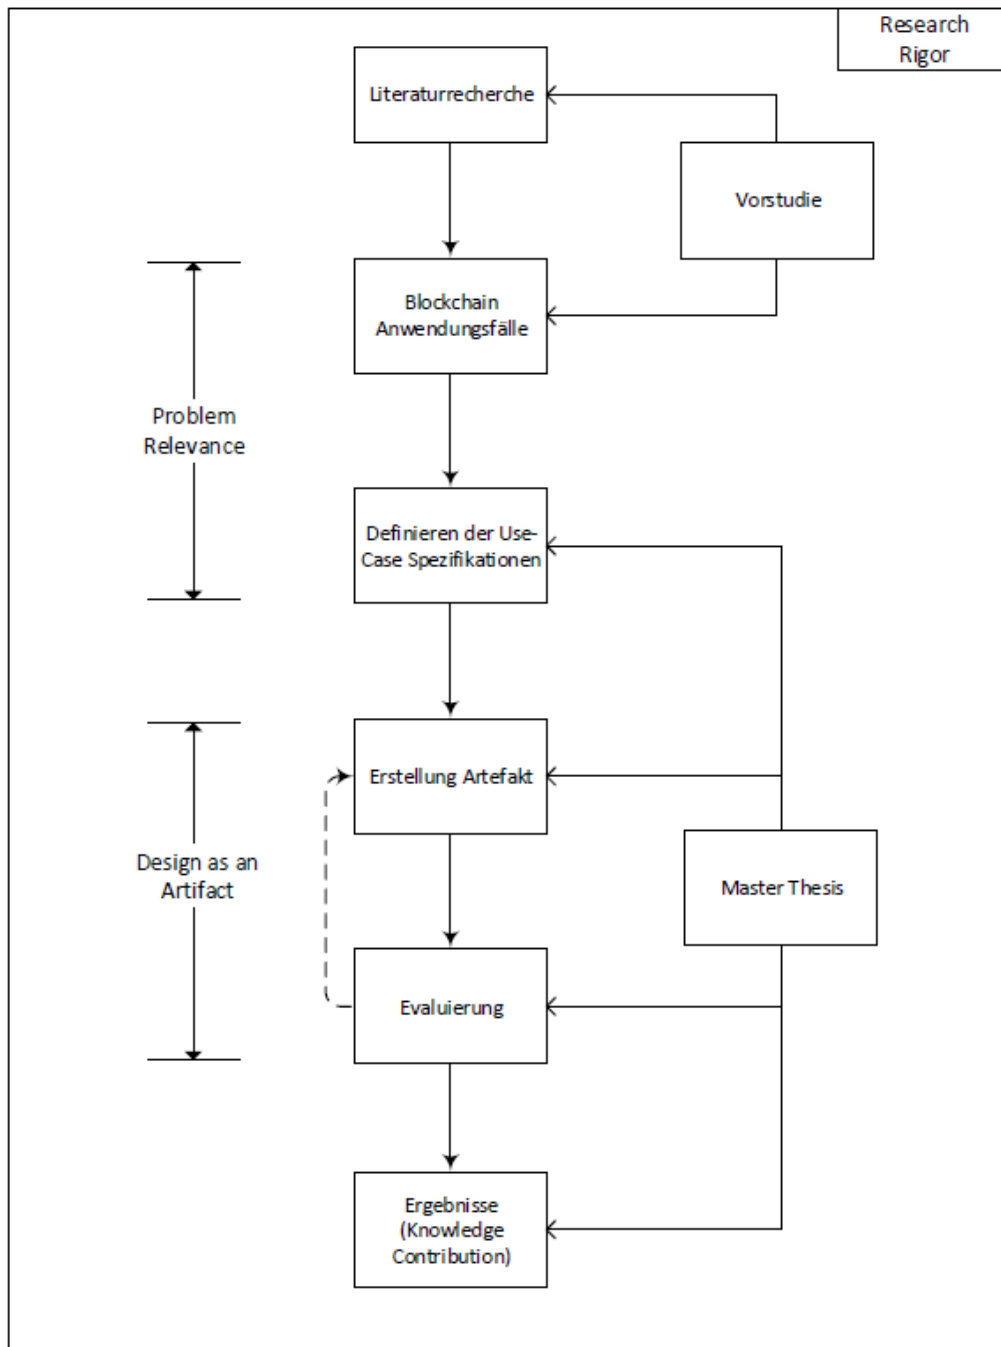 Research
Rigor
Literaturrecherche
Vorstudie
Blockchain
Anwendungsfälle
Problem
Relevance
Definieren der Use-
Case Spezifikationen
Erstellung Artefakt
Design as an
Artifact
Master Thesis
Evaluierung
Ergebnisse
(Knowledge
Contribution)